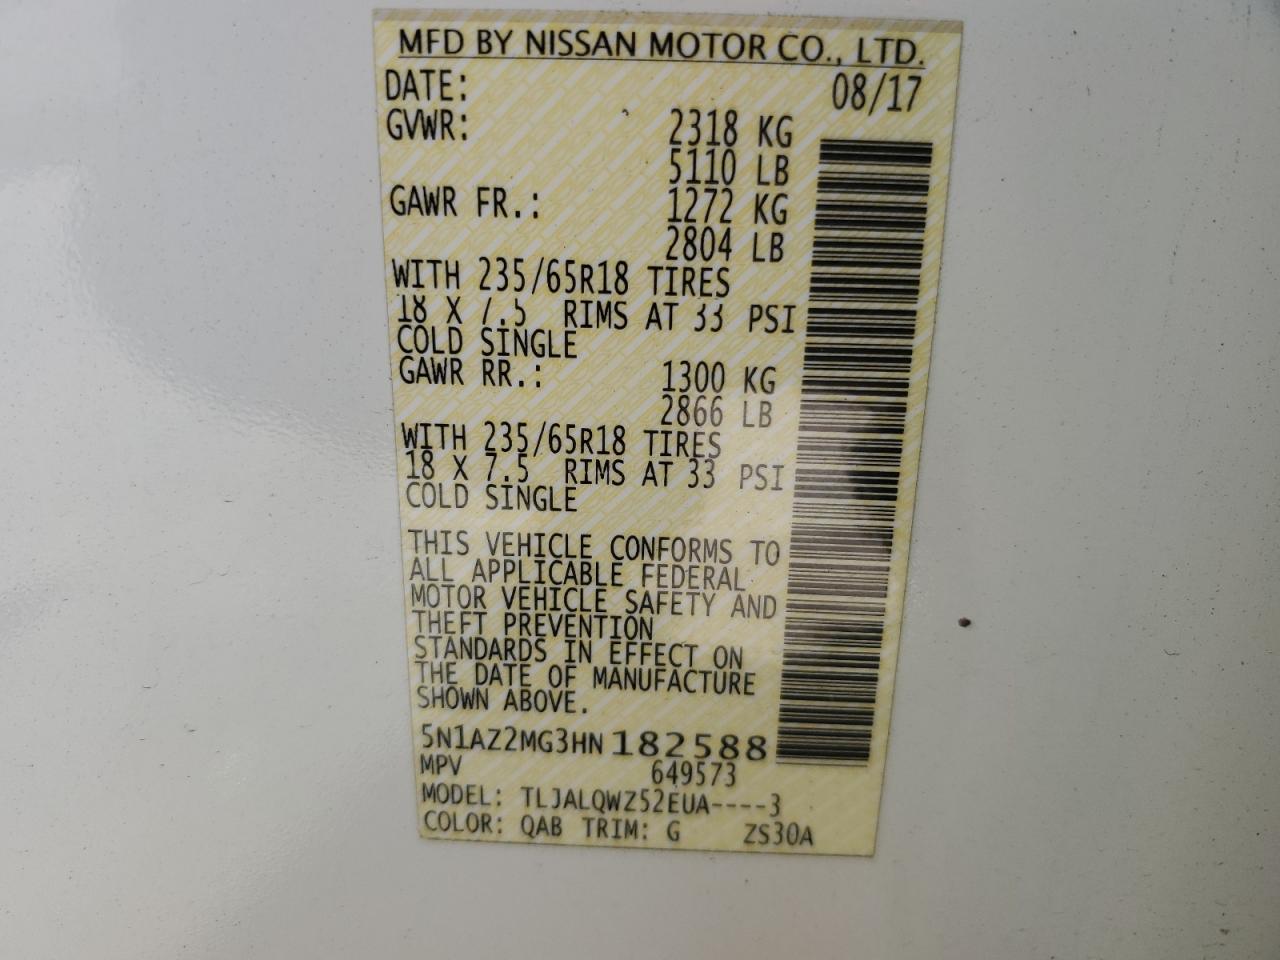 MFD BY NISSAN MOTOR CO., LTD.
DATE: 08/17
GVWR: 2318 KG
5110 LB
GAWR FR.: 1272 KG
2804 LB
WITH 235/65R18 TIRES
18 X 7.5 RIMS AT 33 PSI
COLD SINGLE
GAWR RR.: 1300 KG
2866 LB
WITH 235/65R18 TIRES
18 X 7.5 RIMS AT 33 PSI
COLD SINGLE
THIS VEHICLE CONFORMS TO
ALL APPLICABLE FEDERAL
MOTOR VEHICLE SAFETY AND
THEFT PREVENTION
STANDARDS IN EFFECT ON
THE DATE OF MANUFACTURE
SHOWN ABOVE.
5N1AZ2MG3HN182588
MPV 649573
MODEL: TLJALQWZ52EUA----3
COLOR: QAB TRIM: G ZS30A